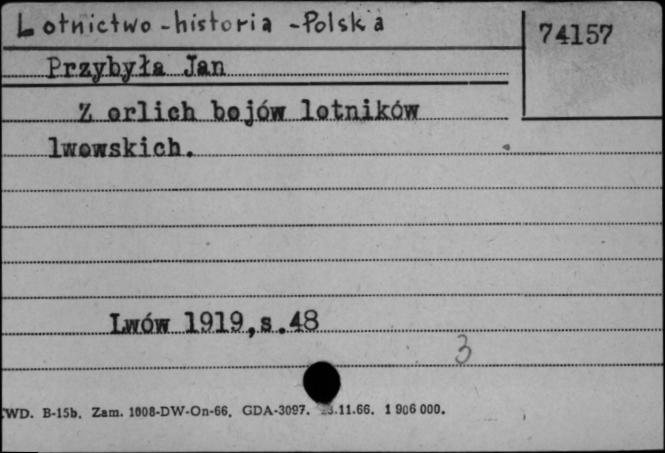 Lotnictwo - historia - Polska
74157
Przybyła Jan
Z orlich bojów lotników
lwowskich.
Lwów 1919, s.48
3
WD. B-15b. Zam. 1008-DW-On-66. GDA-3097. .11.66. 1 906 000.